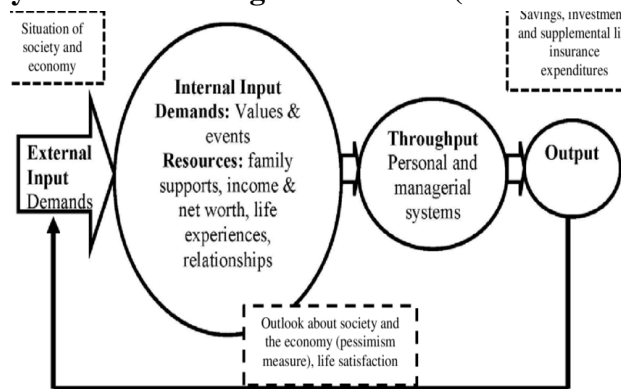 Situation of
society and
economy
Savings, investment
and supplemental li
insurance
expenditures
Internal Input
Demands: Values &
events
Resources: family
supports, income &
net worth, life
experiences,
relationships
External
Input
Demands
Throughput
Personal and
managerial
systems
Output
Outlook about society and
the economy (pessimism
measure), life satisfaction